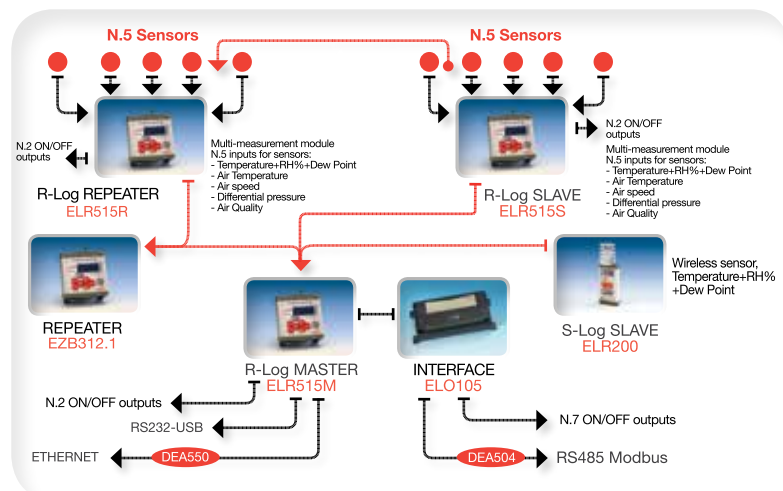 N.5 Sensors
N.5 Sensors
N.2 ON/OFF
outputs
R-Log REPEATER
ELR515R
Multi-measurement module
N.5 inputs for sensors:
- Temperature+RH%+Dew Point
- Air Temperature
- Air speed
- Differential pressure
- Air Quality
R-Log SLAVE
ELR515S
N.2 ON/OFF
outputs
Multi-measurement module
N.5 inputs for sensors:
- Temperature+RH%+Dew Point
- Air Temperature
- Air speed
- Differential pressure
- Air Quality
REPEATER
EZB312.1
Wireless sensor,
Temperature+RH%
+Dew Point
S-Log SLAVE
ELR200
R-Log MASTER
ELR515M
INTERFACE
ELO105
N.2 ON/OFF outputs
RS232-USB
ETHERNET
DEA550
N.7 ON/OFF outputs
DEA504
RS485 Modbus